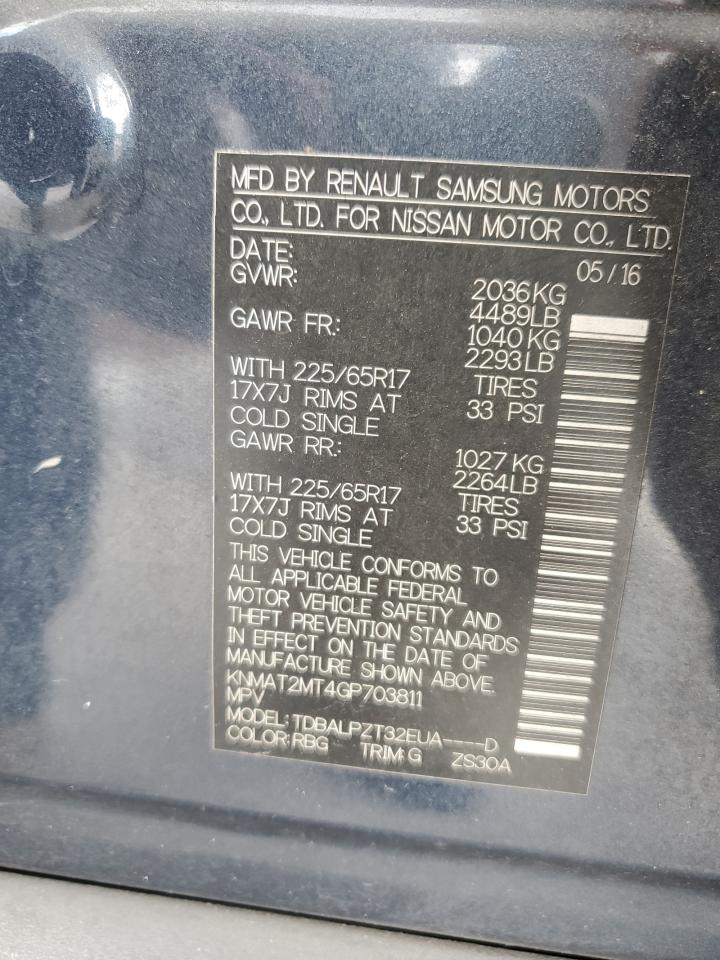 MFD BY RENAULT SAMSUNG MOTORS
CO., LTD. FOR NISSAN MOTOR CO., LTD.
DATE: 05/16
GVWR: 2036KG
4489LB
GAWR FR.: 1040KG
2293LB
WITH 225/65R17 TIRES
17X7J RIMS AT 33 PSI
COLD SINGLE
GAWR RR.: 1027KG
2264LB
WITH 225/65R17 TIRES
17X7J RIMS AT 33 PSI
COLD SINGLE
THIS VEHICLE CONFORMS TO
ALL APPLICABLE FEDERAL
MOTOR VEHICLE SAFETY AND
THEFT PREVENTION STANDARDS
IN EFFECT ON THE DATE OF
MANUFACTURE SHOWN ABOVE.
KNMAT2MT4GP703811
MPV
MODEL: TDBALPZT32EUA----D
COLOR:RBG TRIM:G ZS30A